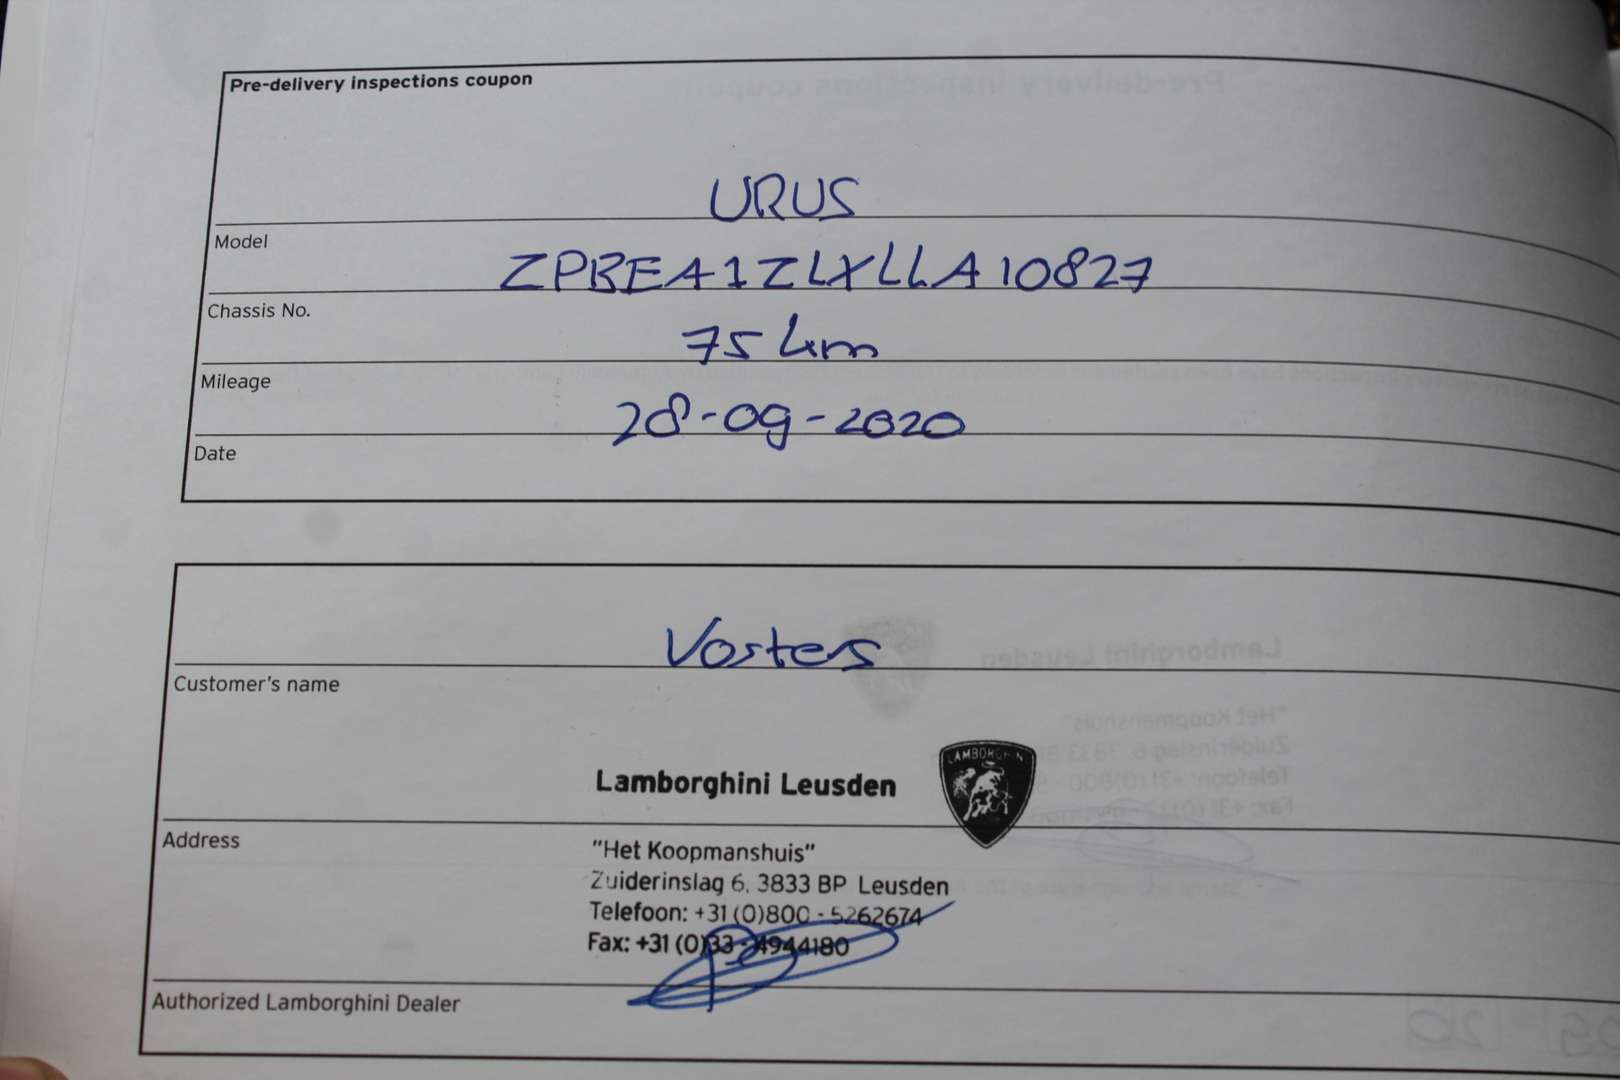 Pre-delivery inspections coupon
URUS
Model
ZPBEA1ZLXLLA10827
Chassis No.
75 km
Mileage
28-09-2020
Date
Vosters
Customer's name
LAMBORGHINI
Lamborghini Leusden
Address
"Het Koopmanshuis"
Zuiderinslag 6, 3833 BP Leusden
Telefoon: +31 (0)800 - 5262674
Fax: +31 (0)33 - 4944180
Authorized Lamborghini Dealer